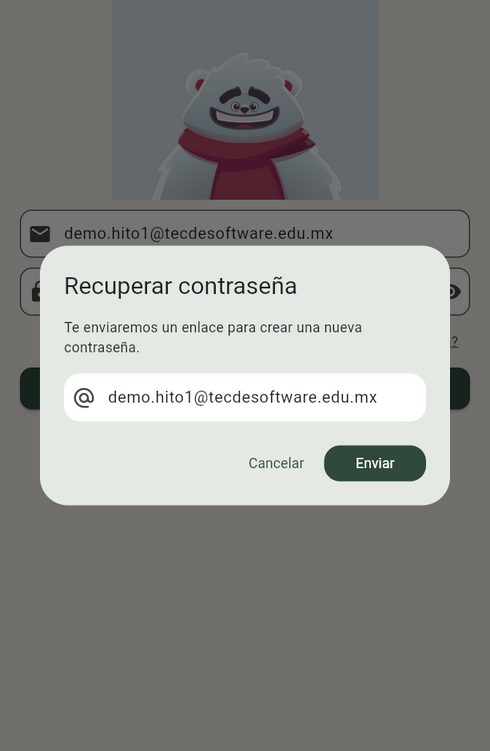 demo.hito1@tecdesoftware.edu.mx
Recuperar contraseña
Te enviaremos un enlace para crear una nueva
contraseña.
?
demo.hito1@tecdesoftware.edu.mx
Cancelar
Enviar